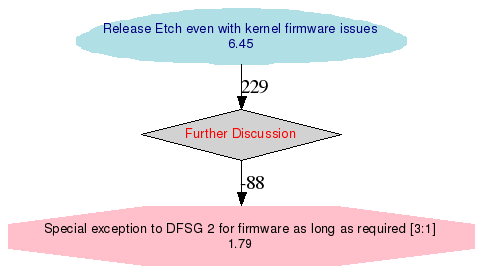 Release Etch even with kernel firmware issues
6.45
229
Further Discussion
-88
Special exception to DFSG 2 for firmware as long as required [3:1]
1.79